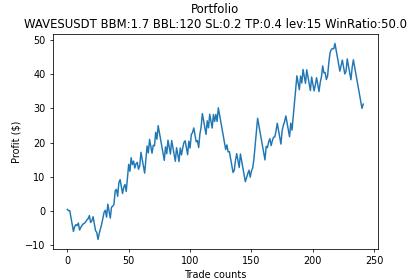 Portfolio
WAVESUSDT BBM:1.7 BBL:120 SL:0.2 TP:0.4 lev:15 WinRatio:50.0
50
40
30
20
10
0
−10
Profit ($)
0 50 100 150 200 250
Trade counts